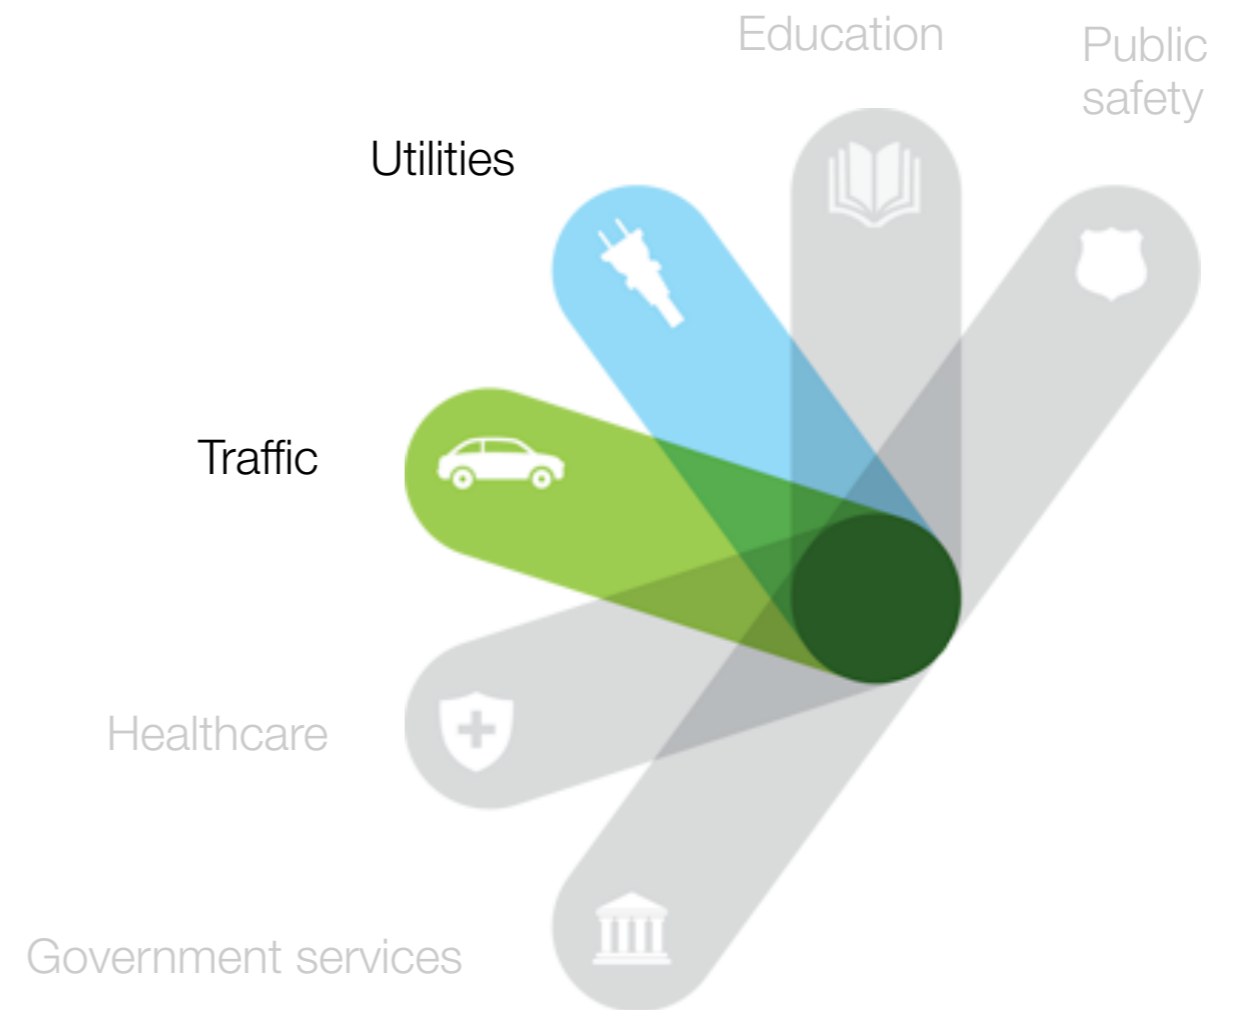 Education
Public
safety
Utilities
Traffic
Healthcare
Government services